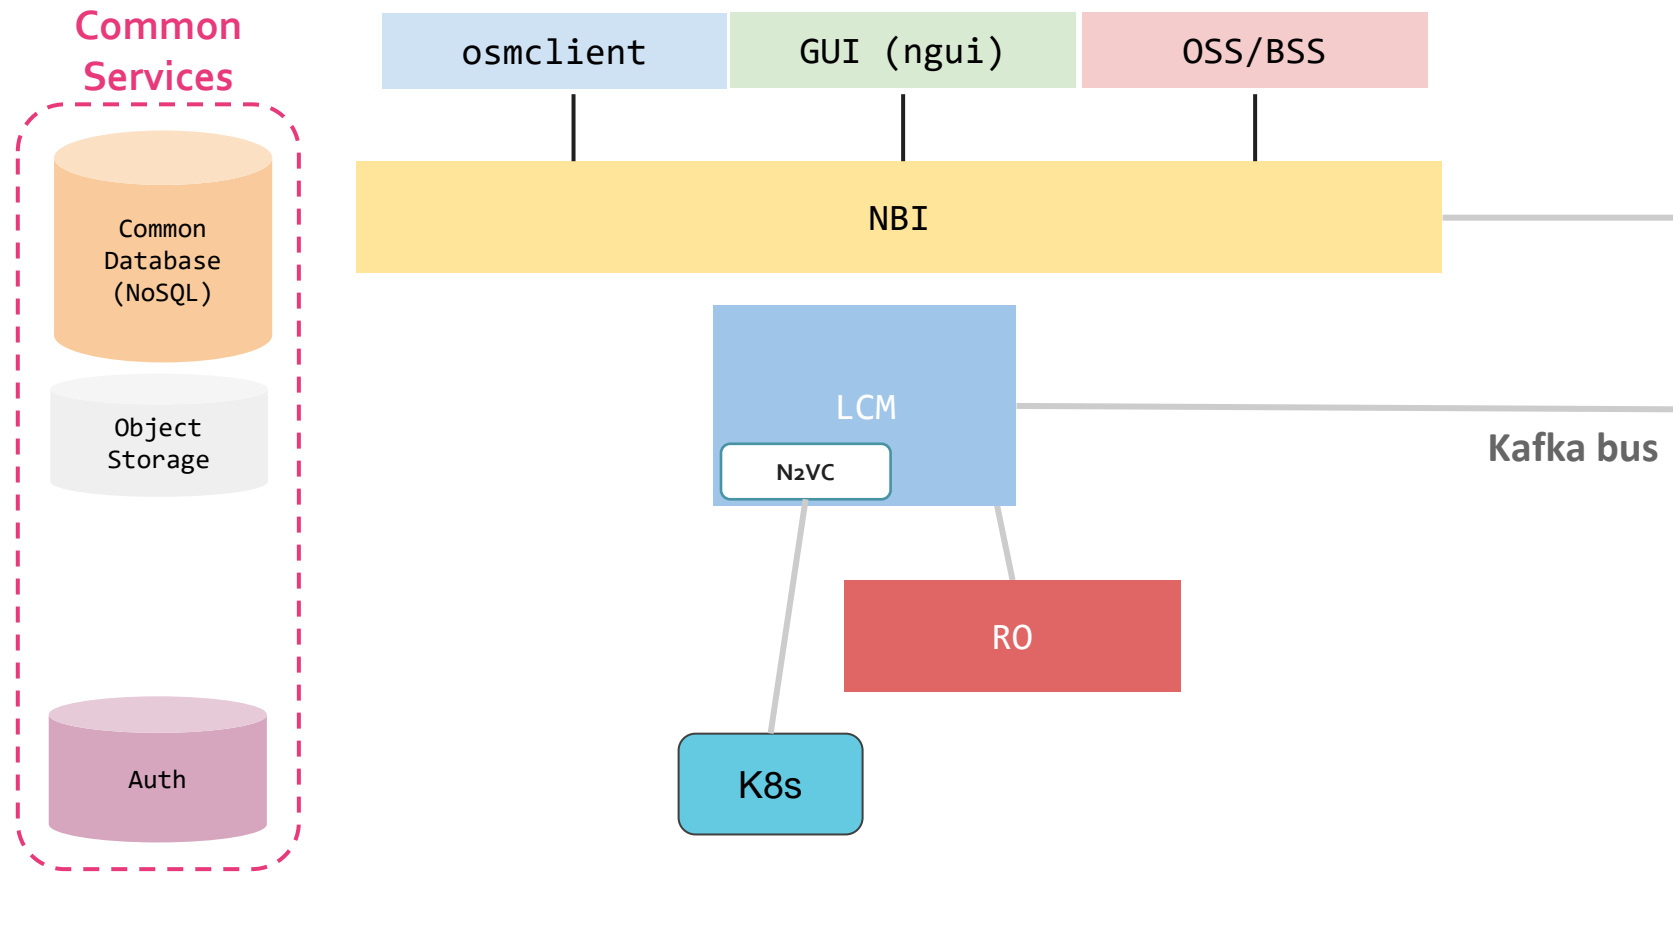 Common
Services
osmclient
GUI (ngui)
OSS/BSS
NBI
Common
Database
(NoSQL)
Object
Storage
LCM
N2VC
Kafka bus
RO
Auth
K8s